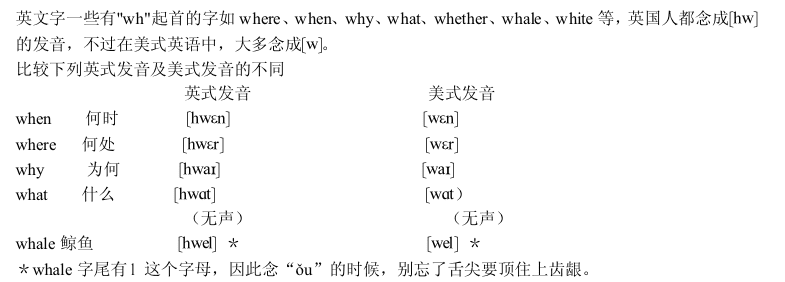 英文字一些有"wh"起首的字如 where、when、why、what、whether、whale、white 等，英国人都念成[hw]
的发音，不过在美式英语中，大多念成[w]。
比较下列英式发音及美式发音的不同
英式发音 美式发音
when 何时 [hwɛn] [wɛn]
where 何处 [hwɛr] [wɛr]
why 为何 [hwaɪ] [waɪ]
what 什么 [hwɑt] [wɑt）
（无声） （无声）
whale 鲸鱼 [hwel] ＊ [wel] ＊
＊whale 字尾有 l 这个字母，因此念“ǒu”的时候，别忘了舌尖要顶住上齿龈。